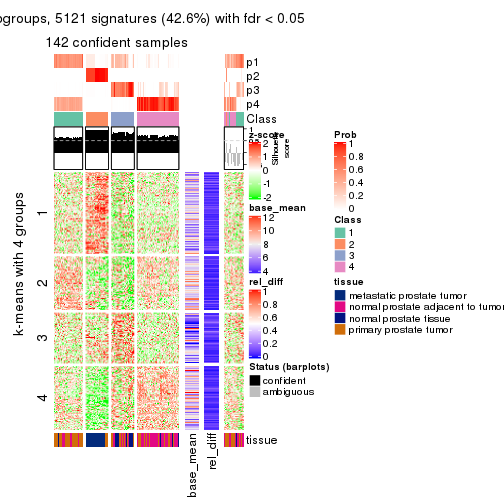 ogroups, 5121 signatures (42.6%) with fdr < 0.05
142 confident samples
p1
p2
p3
p4
Class
z-score
2
1
0
-1
-2
Silhouette
score
1
base_mean
12
10
8
6
4
rel_diff
1
0.8
0.6
0.4
0.2
0
Status (barplots)
confident
ambiguous
Prob
1
0.8
0.6
0.4
0.2
0
Class
1
2
3
4
tissue
metastatic prostate tumor
normal prostate adjacent to tumor
normal prostate tissue
primary prostate tumor
k-means with 4 groups
1
2
3
4
tissue
base_mean
rel_diff